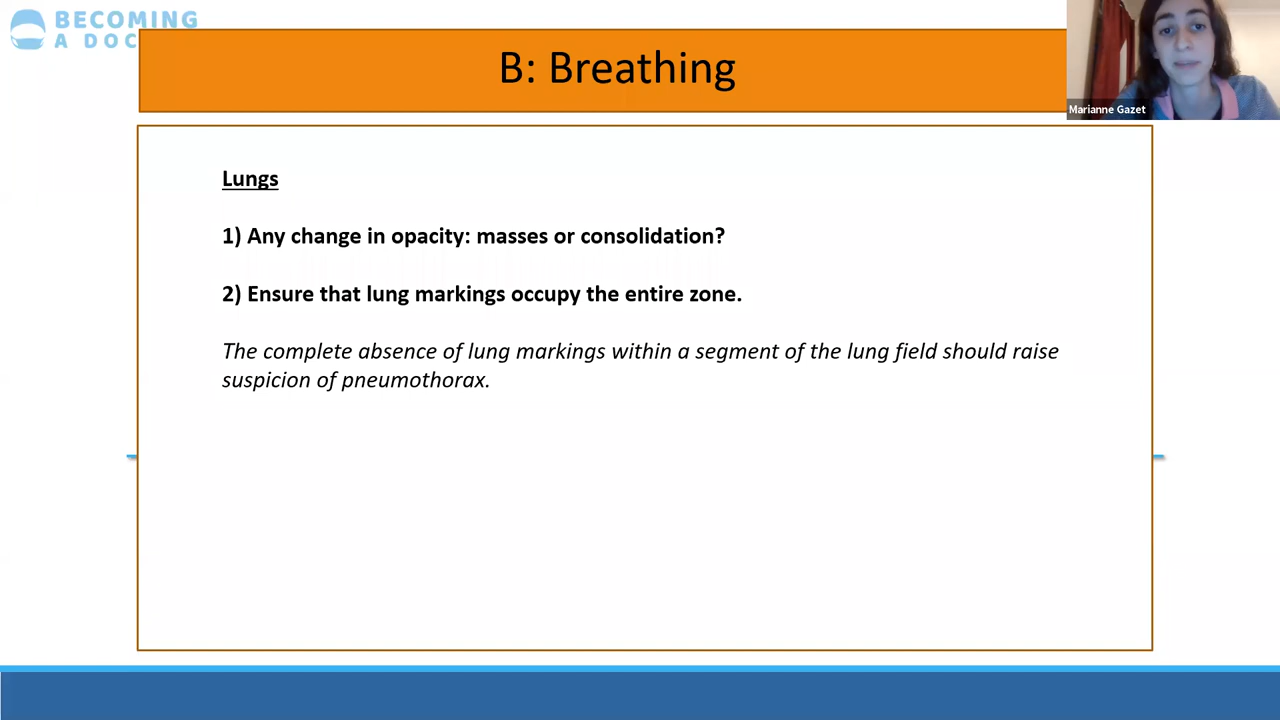 BECOMING
A DOC
B: Breathing
Marianne Gazet
Lungs
1) Any change in opacity: masses or consolidation?
2) Ensure that lung markings occupy the entire zone.
The complete absence of lung markings within a segment of the lung field should raise
suspicion of pneumothorax.